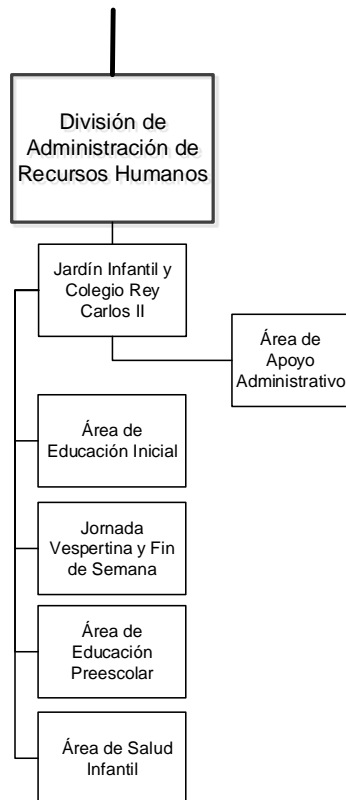 División de
Administración de
Recursos Humanos
Jardín Infantil y
Colegio Rey
Carlos II
Área de
Apoyo
Administrativo
Área de
Educación Inicial
Jornada
Vespertina y Fin
de Semana
Área de
Educación
Preescolar
Área de Salud
Infantil